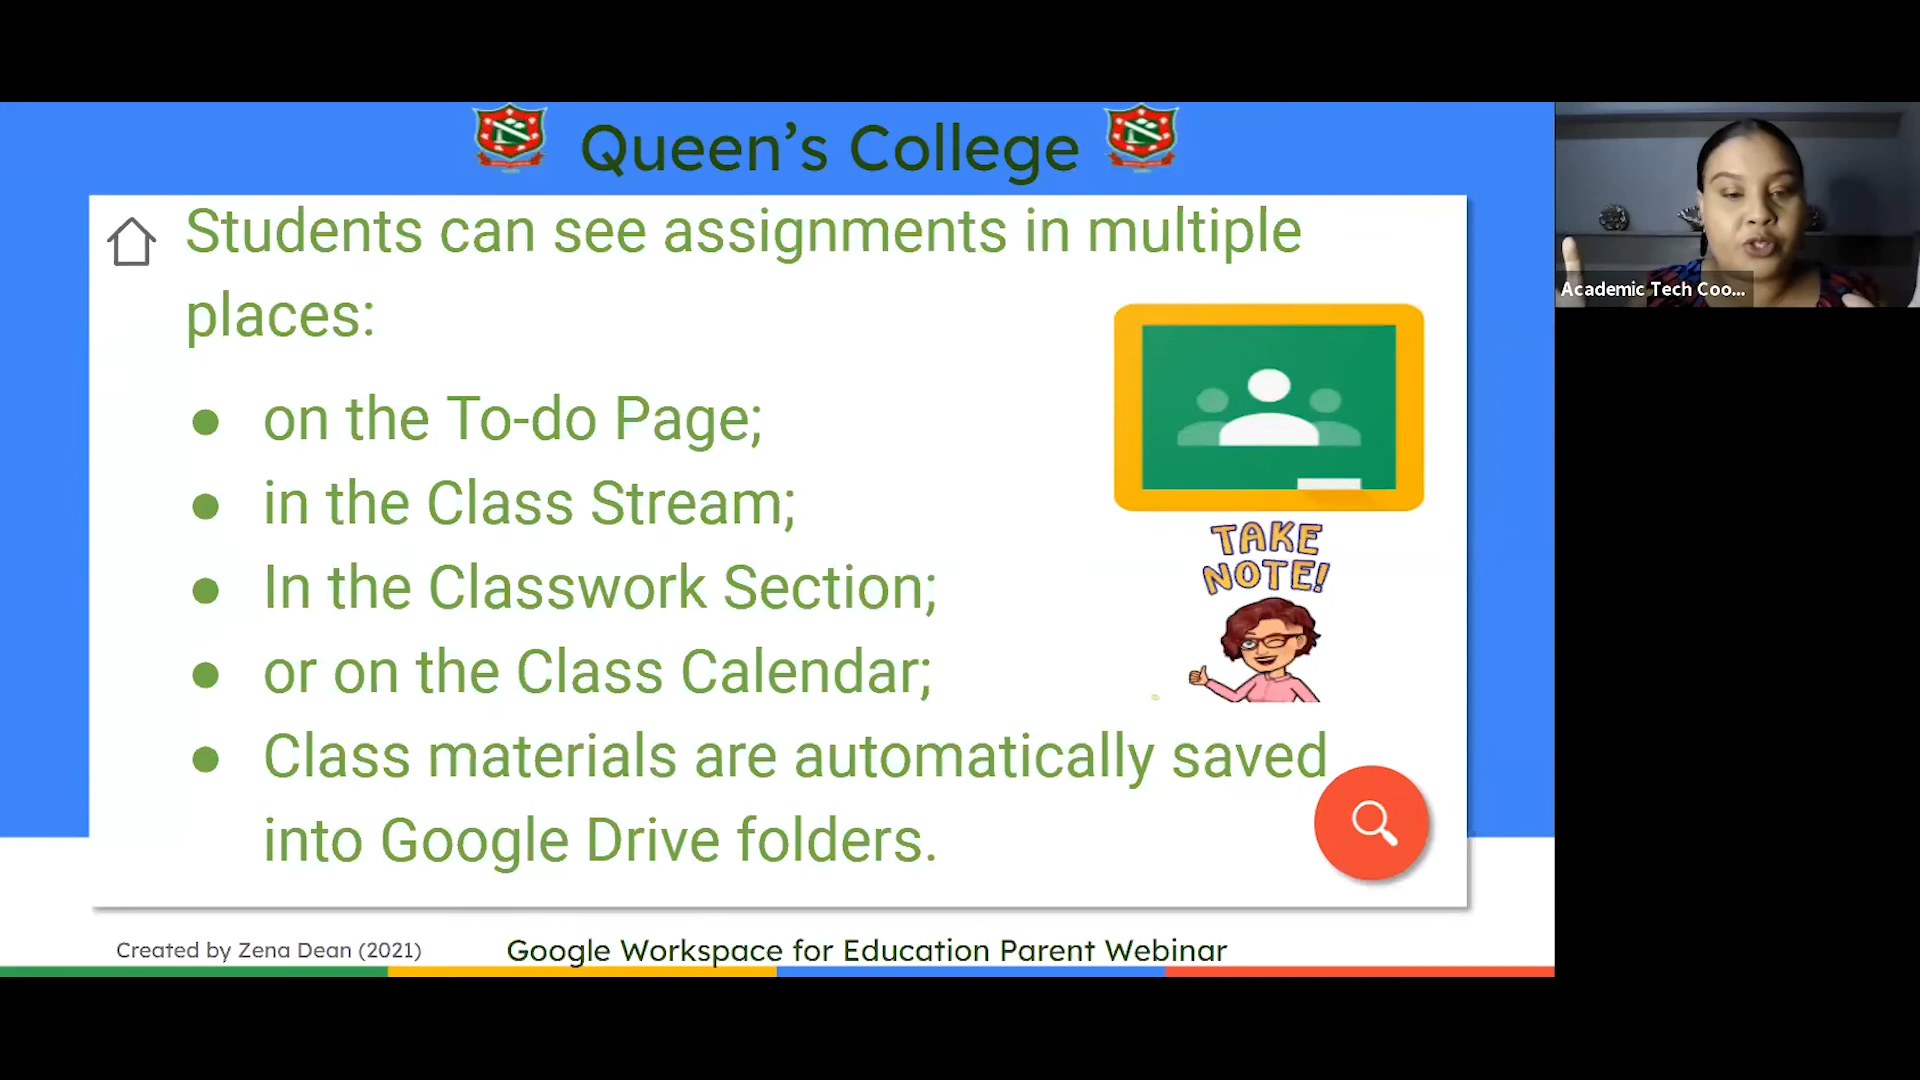 Queen’s College
Students can see assignments in multiple
places:
● on the To-do Page;
● in the Class Stream;
● In the Classwork Section;
● or on the Class Calendar;
● Class materials are automatically saved
into Google Drive folders.
TAKE
NOTE!
Academic Tech Coo...
Created by Zena Dean (2021)
Google Workspace for Education Parent Webinar